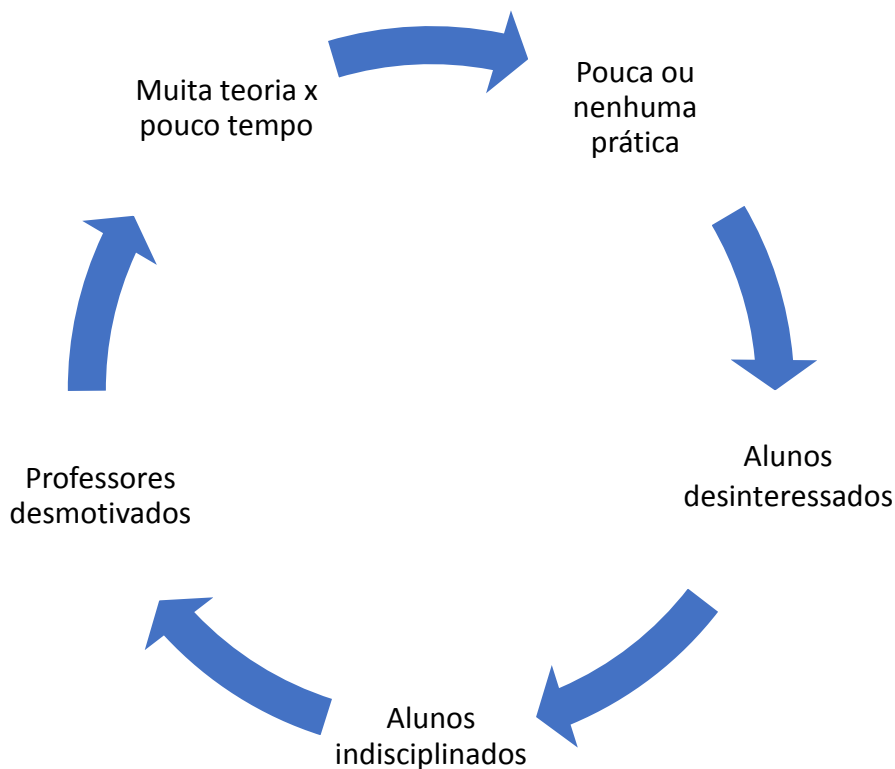 Muita teoria x
pouco tempo
Pouca ou
nenhuma
prática
Alunos
desinteressados
Alunos
indisciplinados
Professores
desmotivados